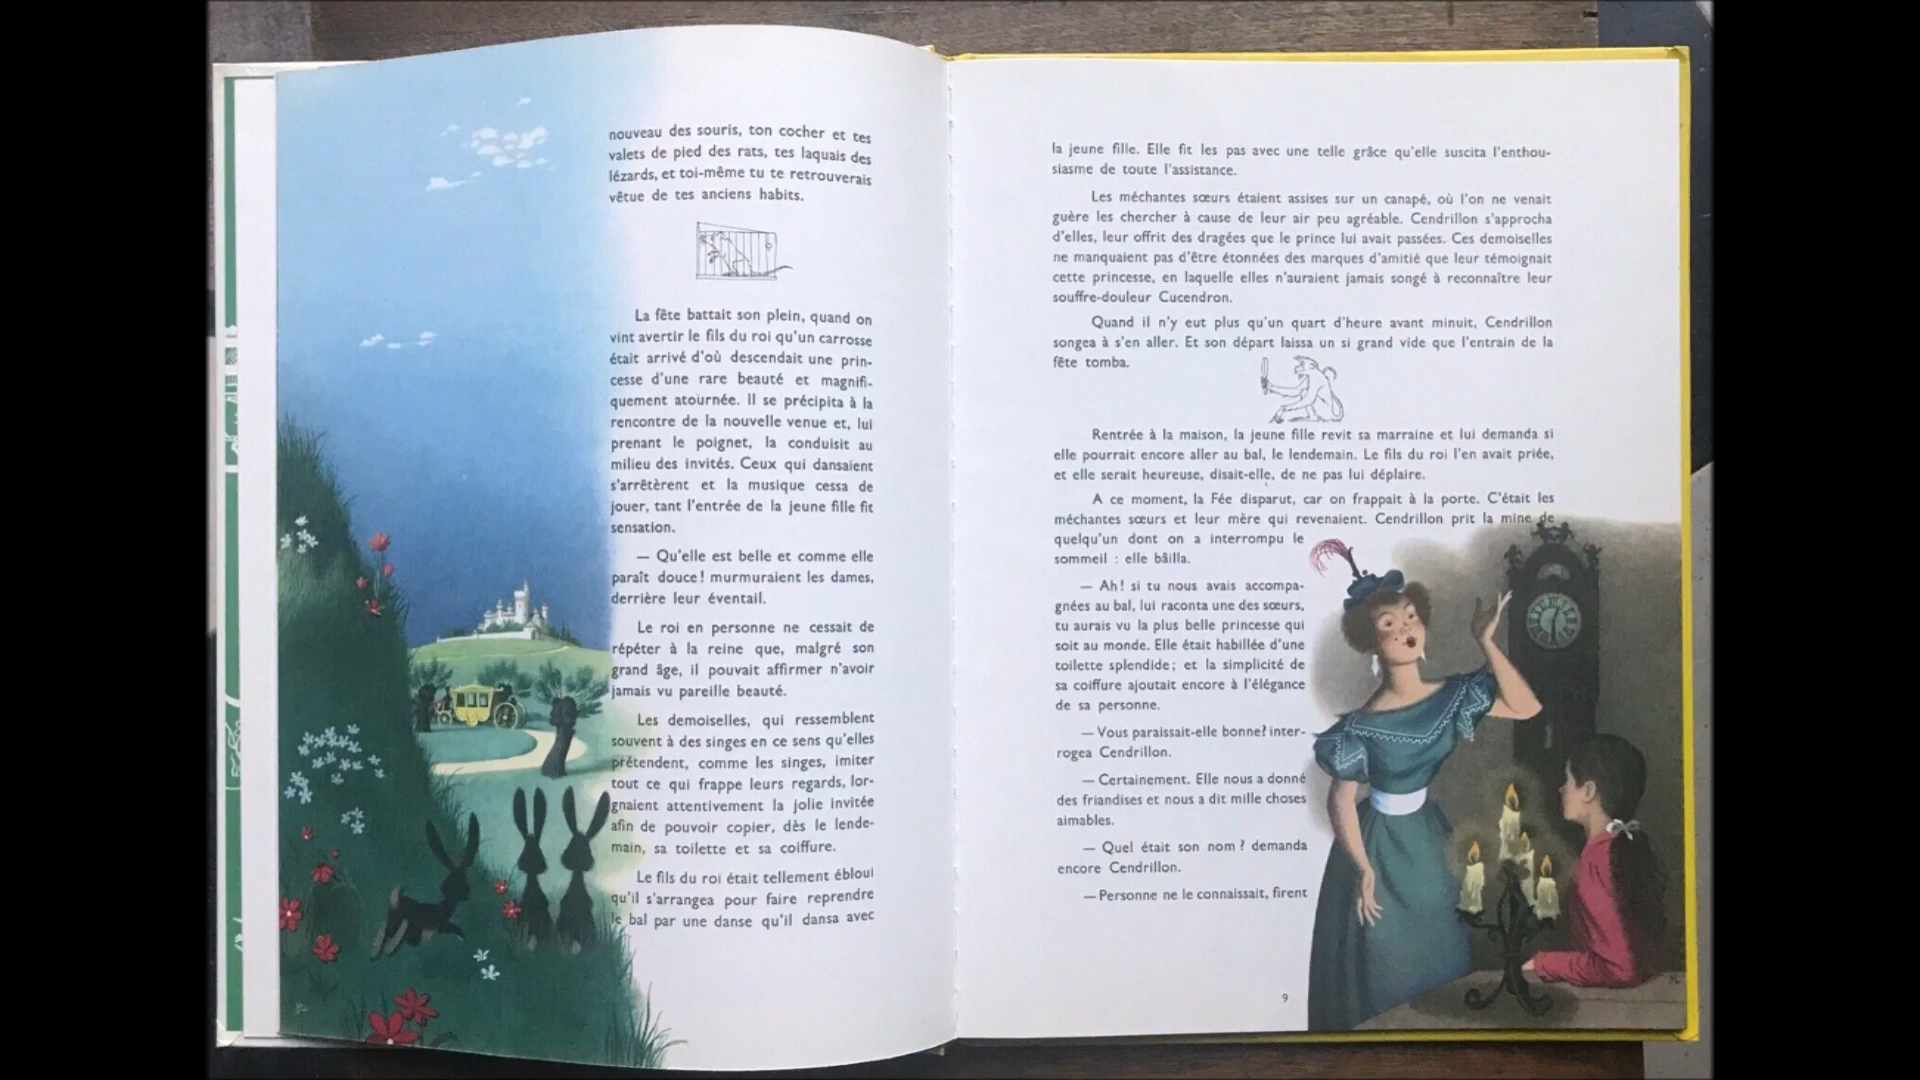 nouveau des souris, ton cocher et tes
valets de pied des rats, tes laquais des
lézards, et toi-même tu te retrouverais
vêtue de tes anciens habits.
La fête battait son plein, quand on
vint avertir le fils du roi qu'un carrosse
était arrivé d'où descendait une prin-
cesse d'une rare beauté et magnifi-
quement atournée. Il se précipita à la
rencontre de la nouvelle venue et, lui
prenant le poignet, la conduisit au
milieu des invités. Ceux qui dansaient
s'arrêtèrent et la musique cessa de
jouer, tant l'entrée de la jeune fille fit
sensation.
— Qu'elle est belle et comme elle
paraît douce! murmuraient les dames,
derrière leur éventail.
Le roi en personne ne cessait de
répéter à la reine que, malgré son
grand âge, il pouvait affirmer n'avoir
jamais vu pareille beauté.
Les demoiselles, qui ressemblent
souvent à des singes en ce sens qu'elles
prétendent, comme les singes, imiter
tout ce qui frappe leurs regards, lor-
gnaient attentivement la jolie invitée
afin de pouvoir copier, dès le lende-
main, sa toilette et sa coiffure.
Le fils du roi était tellement ébloui
qu'il s'arrangea pour faire reprendre
le bal par une danse qu'il dansa avec
la jeune fille. Elle fit les pas avec une telle grâce qu'elle suscita l'enthou-
siasme de toute l'assistance.
Les méchantes sœurs étaient assises sur un canapé, où l'on ne venait
guère les chercher à cause de leur air peu agréable. Cendrillon s'approcha
d'elles, leur offrit des dragées que le prince lui avait passées. Ces demoiselles
ne manquaient pas d'être étonnées des marques d'amitié que leur témoignait
cette princesse, en laquelle elles n'auraient jamais songé à reconnaître leur
souffre-douleur Cucendron.
Quand il n'y eut plus qu'un quart d'heure avant minuit, Cendrillon
songea à s'en aller. Et son départ laissa un si grand vide que l'entrain de la
fête tomba.
Rentrée à la maison, la jeune fille revit sa marraine et lui demanda si
elle pourrait encore aller au bal, le lendemain. Le fils du roi l'en avait priée,
et elle serait heureuse, disait-elle, de ne pas lui déplaire.
A ce moment, la Fée disparut, car on frappait à la porte. C'était les
méchantes sœurs et leur mère qui revenaient. Cendrillon prit la mine de
quelqu'un dont on a interrompu le
sommeil : elle bâilla.
— Ah! si tu nous avais accompa-
gnées au bal, lui raconta une des sœurs,
tu aurais vu la plus belle princesse qui
soit au monde. Elle était habillée d'une
toilette splendide; et la simplicité de
sa coiffure ajoutait encore à l'élégance
de sa personne.
— Vous paraissait-elle bonne? inter-
rogea Cendrillon.
— Certainement. Elle nous a donné
des friandises et nous a dit mille choses
aimables.
— Quel était son nom? demanda
encore Cendrillon.
— Personne ne le connaissait, firent
9